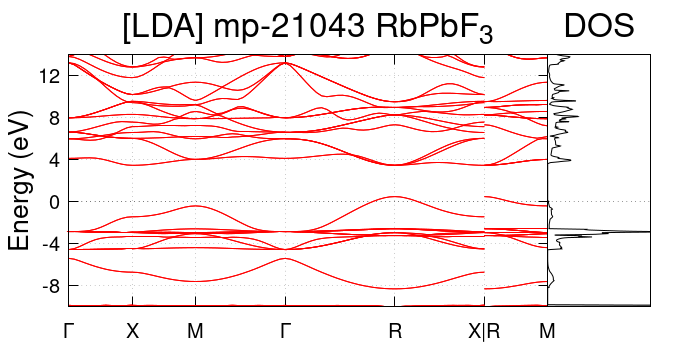 [LDA] mp-21043 RbPbF3 DOS
Energy (eV)
12
8
4
0
-4
-8
Γ X M Γ R X|R M